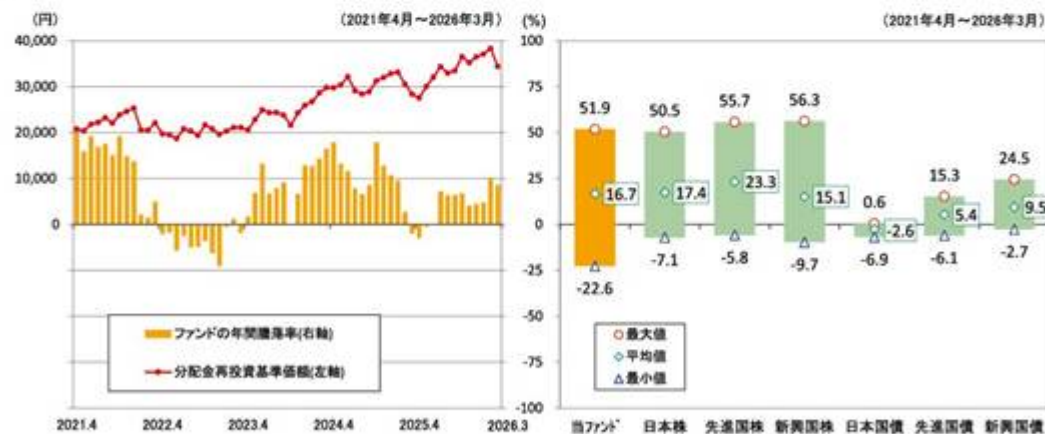 (円)
(2021年4月～2026年3月)
40,000
30,000
20,000
10,000
0
ファンドの年間騰落率(右軸)
分配金再投資基準価額(左軸)
2021.4 2022.4 2023.4 2024.4 2025.4 2026.3
(%)
(2021年4月～2026年3月)
100
75
50
25
0
-25
-50
-75
-100
51.9 50.5 55.7 56.3 0.6 15.3 24.5
16.7 17.4 23.3 15.1 -2.6 5.4 9.5
-22.6 -7.1 -5.8 -9.7 -6.9 -6.1 -2.7
最大値
平均値
最小値
当ファンド 日本株 先進国株 新興国株 日本国債 先進国債 新興国債